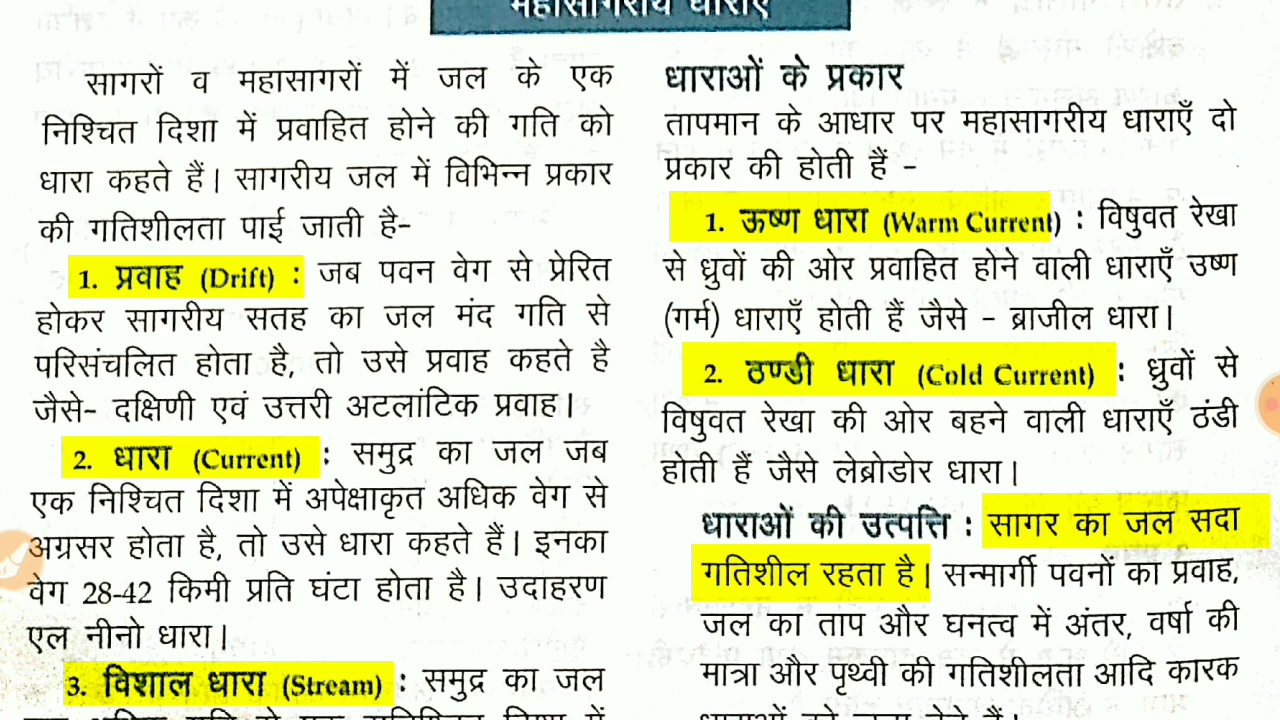 महासागरीय धाराएँ
सागरों व महासागरों में जल के एक
निश्चित दिशा में प्रवाहित होने की गति को
धारा कहते हैं। सागरीय जल में विभिन्न प्रकार
की गतिशीलता पाई जाती है-
1. प्रवाह (Drift) : जब पवन वेग से प्रेरित
होकर सागरीय सतह का जल मंद गति से
परिसंचलित होता है, तो उसे प्रवाह कहते है
जैसे- दक्षिणी एवं उत्तरी अटलांटिक प्रवाह।
2. धारा (Current) : समुद्र का जल जब
एक निश्चित दिशा में अपेक्षाकृत अधिक वेग से
अग्रसर होता है, तो उसे धारा कहते हैं। इनका
वेग 28-42 किमी प्रति घंटा होता है। उदाहरण
एल नीनो धारा।
3. विशाल धारा (Stream) : समुद्र का जल
धाराओं के प्रकार
तापमान के आधार पर महासागरीय धाराएँ दो
प्रकार की होती हैं -
1. ऊष्ण धारा (Warm Current) : विषुवत रेखा
से ध्रुवों की ओर प्रवाहित होने वाली धाराएँ उष्ण
(गर्म) धाराएँ होती हैं जैसे - ब्राजील धारा।
2. ठण्डी धारा (Cold Current) : ध्रुवों से
विषुवत रेखा की ओर बहने वाली धाराएँ ठंडी
होती हैं जैसे लेब्रोडोर धारा।
धाराओं की उत्पत्ति : सागर का जल सदा
गतिशील रहता है। सन्मार्गी पवनों का प्रवाह,
जल का ताप और घनत्व में अंतर, वर्षा की
मात्रा और पृथ्वी की गतिशीलता आदि कारक